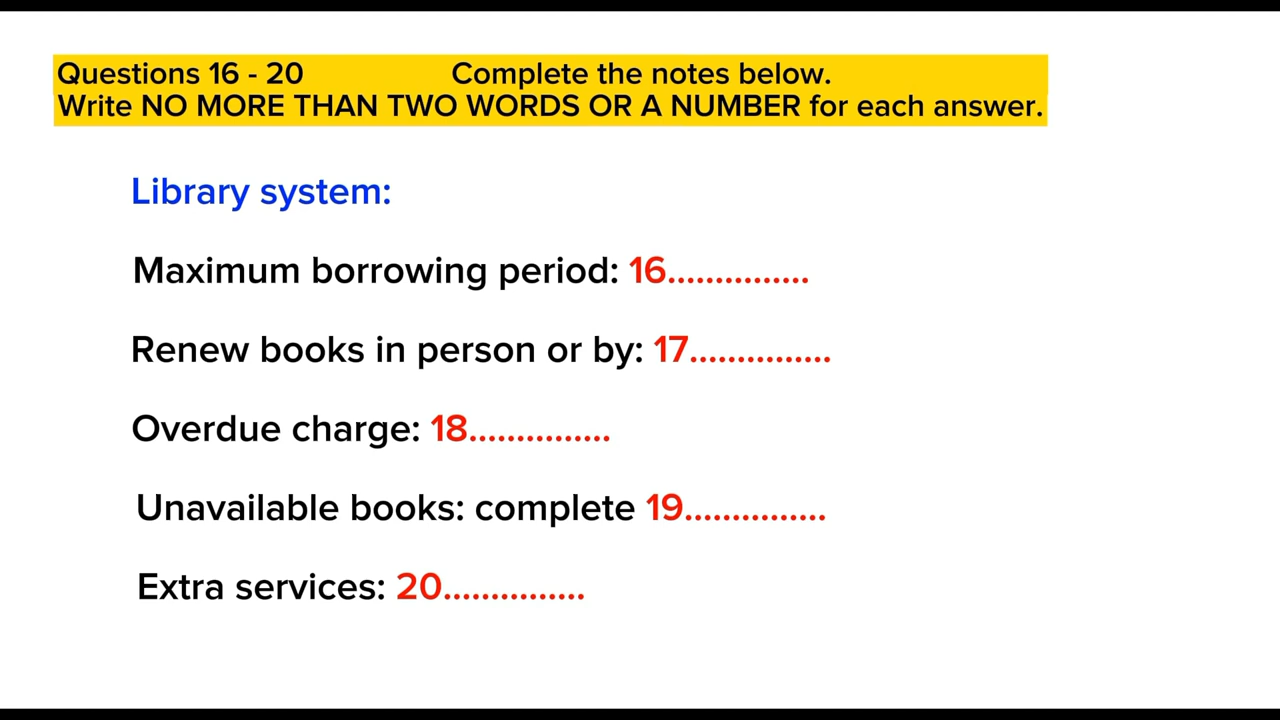 Questions 16 - 20 Complete the notes below.
Write NO MORE THAN TWO WORDS OR A NUMBER for each answer.
Library system:
Maximum borrowing period: 16...............
Renew books in person or by: 17...............
Overdue charge: 18...............
Unavailable books: complete 19...............
Extra services: 20...............